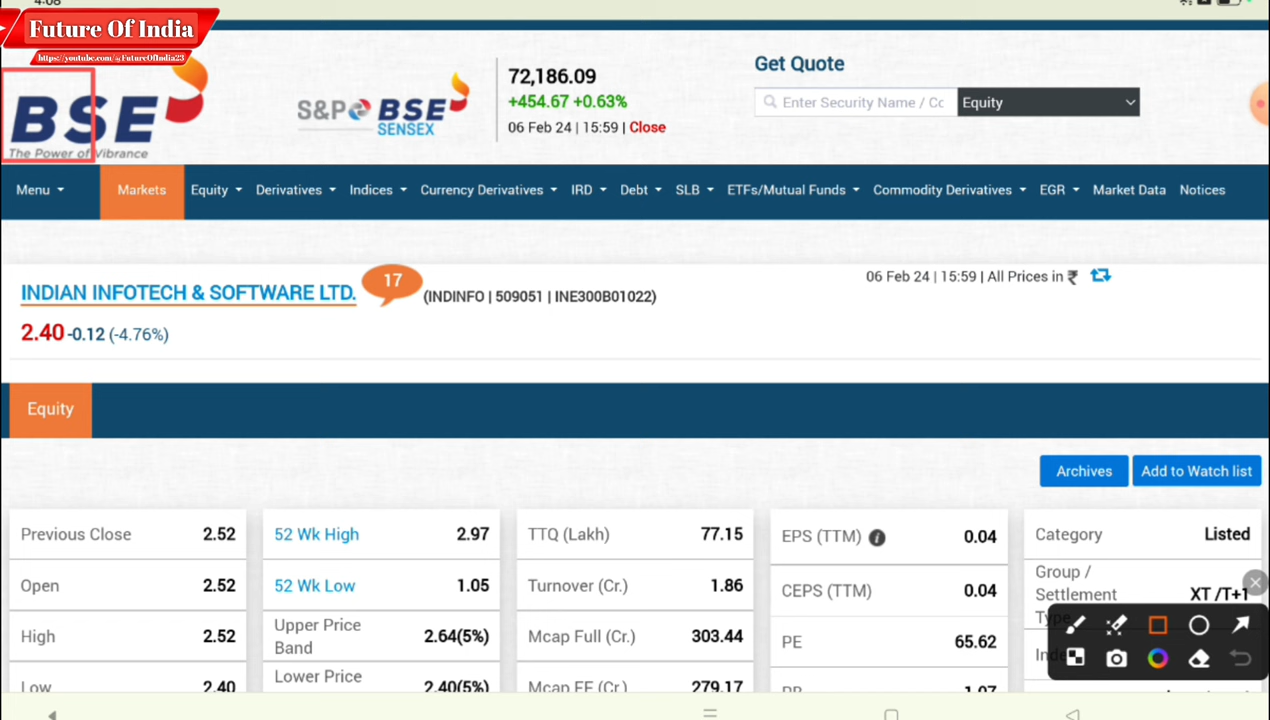 4:08
Future Of India
https://youtube.com/@FutureOfIndia23
BSE
The Power of Vibrance
S&P BSE
SENSEX
72,186.09
+454.67 +0.63%
06 Feb 24 | 15:59 | Close
Get Quote
Enter Security Name / Cc
Equity
Menu Markets Equity Derivatives Indices Currency Derivatives IRD Debt SLB ETFs/Mutual Funds Commodity Derivatives EGR Market Data Notices
INDIAN INFOTECH & SOFTWARE LTD. 17 (INDINFO | 509051 | INE300B01022)
06 Feb 24 | 15:59 | All Prices in ₹
2.40 -0.12 (-4.76%)
Equity
Archives Add to Watch list
Previous Close 2.52
Open 2.52
High 2.52
Low 2.40
52 Wk High 2.97
52 Wk Low 1.05
Upper Price
Band 2.64(5%)
Lower Price 2.40(5%)
TTQ (Lakh) 77.15
Turnover (Cr.) 1.86
Mcap Full (Cr.) 303.44
Mcap FF (Cr.) 279.17
EPS (TTM) 0.04
CEPS (TTM) 0.04
PE 65.62
PB 1.07
Category Listed
Group /
Settlement XT /T+1